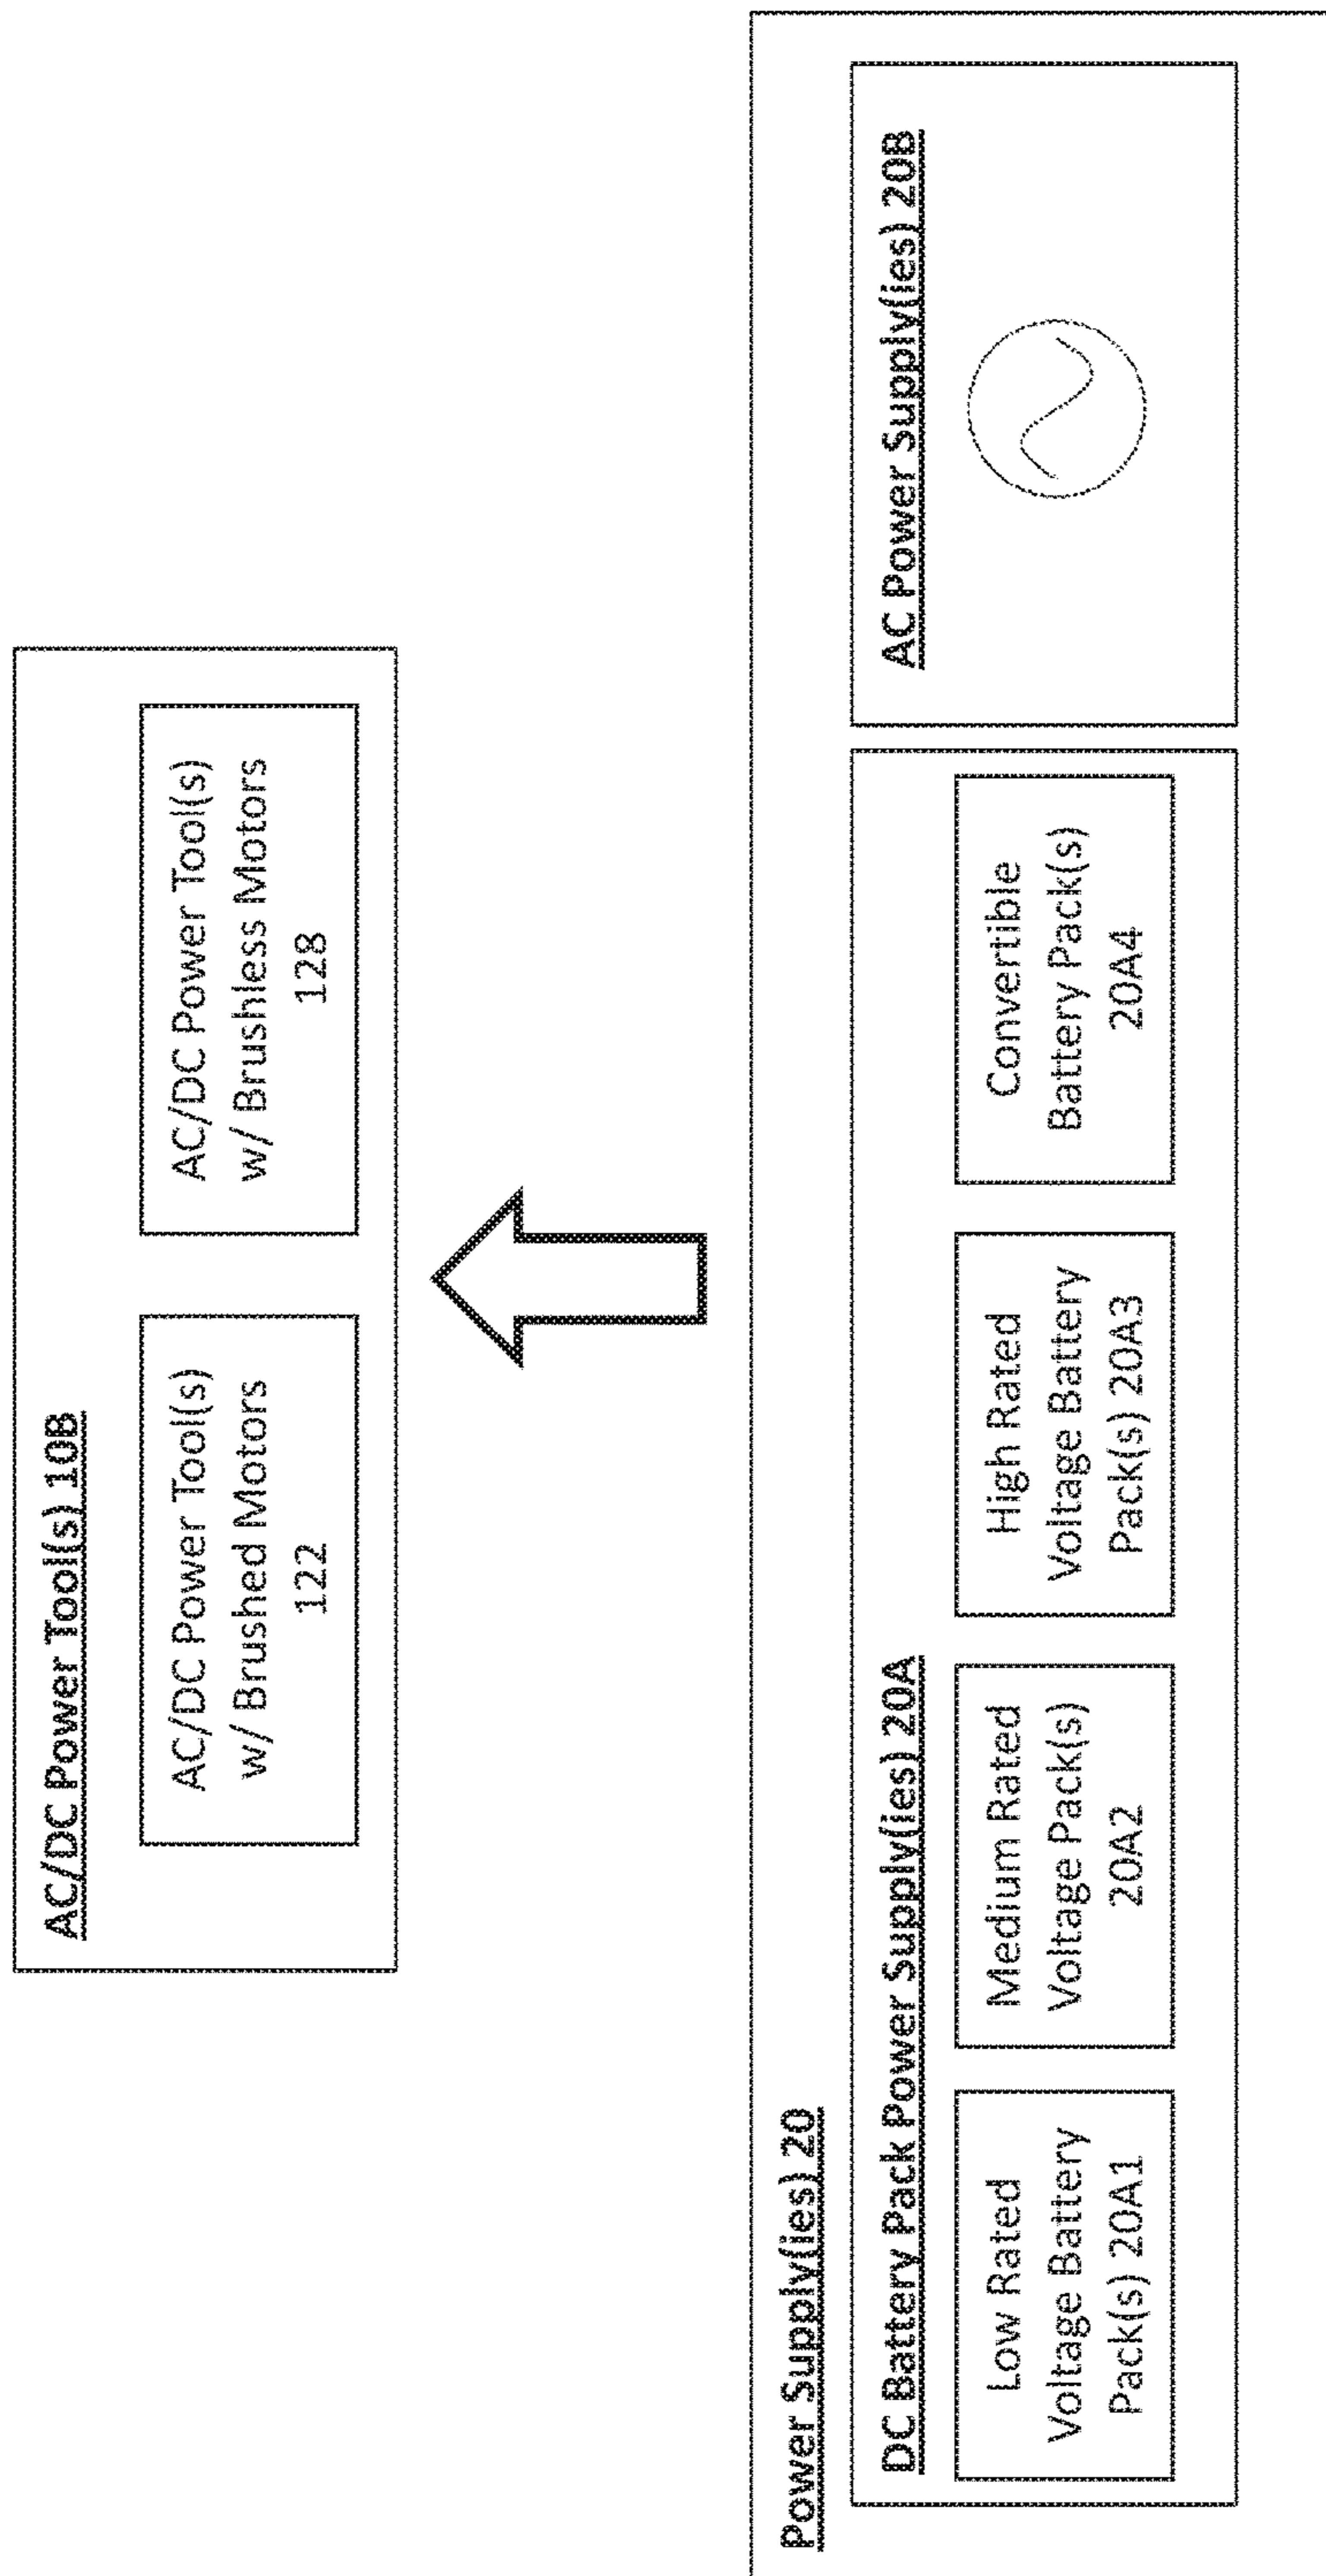 AC/DC Power Tool(s) 10B
AC/DC Power Tool(s)
w/ Brushed Motors
122
AC/DC Power Tool(s)
w/ Brushless Motors
128
Power Supply(ies) 20
DC Battery Pack Power Supply(ies) 20A
Low Rated
Voltage Battery
Pack(s) 20A1
Medium Rated
Voltage Pack(s)
20A2
High Rated
Voltage Battery
Pack(s) 20A3
Convertible
Battery Pack(s)
20A4
AC Power Supply(ies) 20B